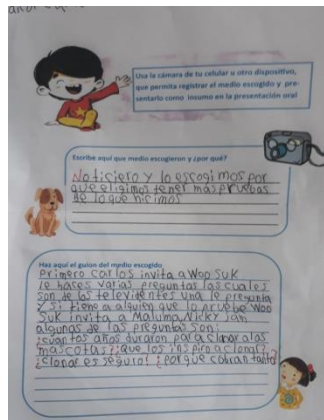 Usa la cámara de tu celular u otro dispositivo,
que permita registrar el medio escogido y pre-
sentarlo como insumo en la presentación oral
Escribe aquí que medio escogieron y ¿por qué?
Noticiero y lo escogimos por
que eligimos tener más pruebas
de lo que hicimos
Haz aquí el guion del medio escogido
Primero carlos invita a Woo Suk
le haces varias preguntas las cuales
son de los televidentes una le pregunta
si tiene a alguien que lo pruebe Woo
Suk invita a Maluma, Nicky Jan
algunas de las preguntas son:
¿cuantos años duraron para clonar a las
mascotas? ¿que los inspiro a clonar?
¿clonar es seguro? ¿porque cobran tanto?